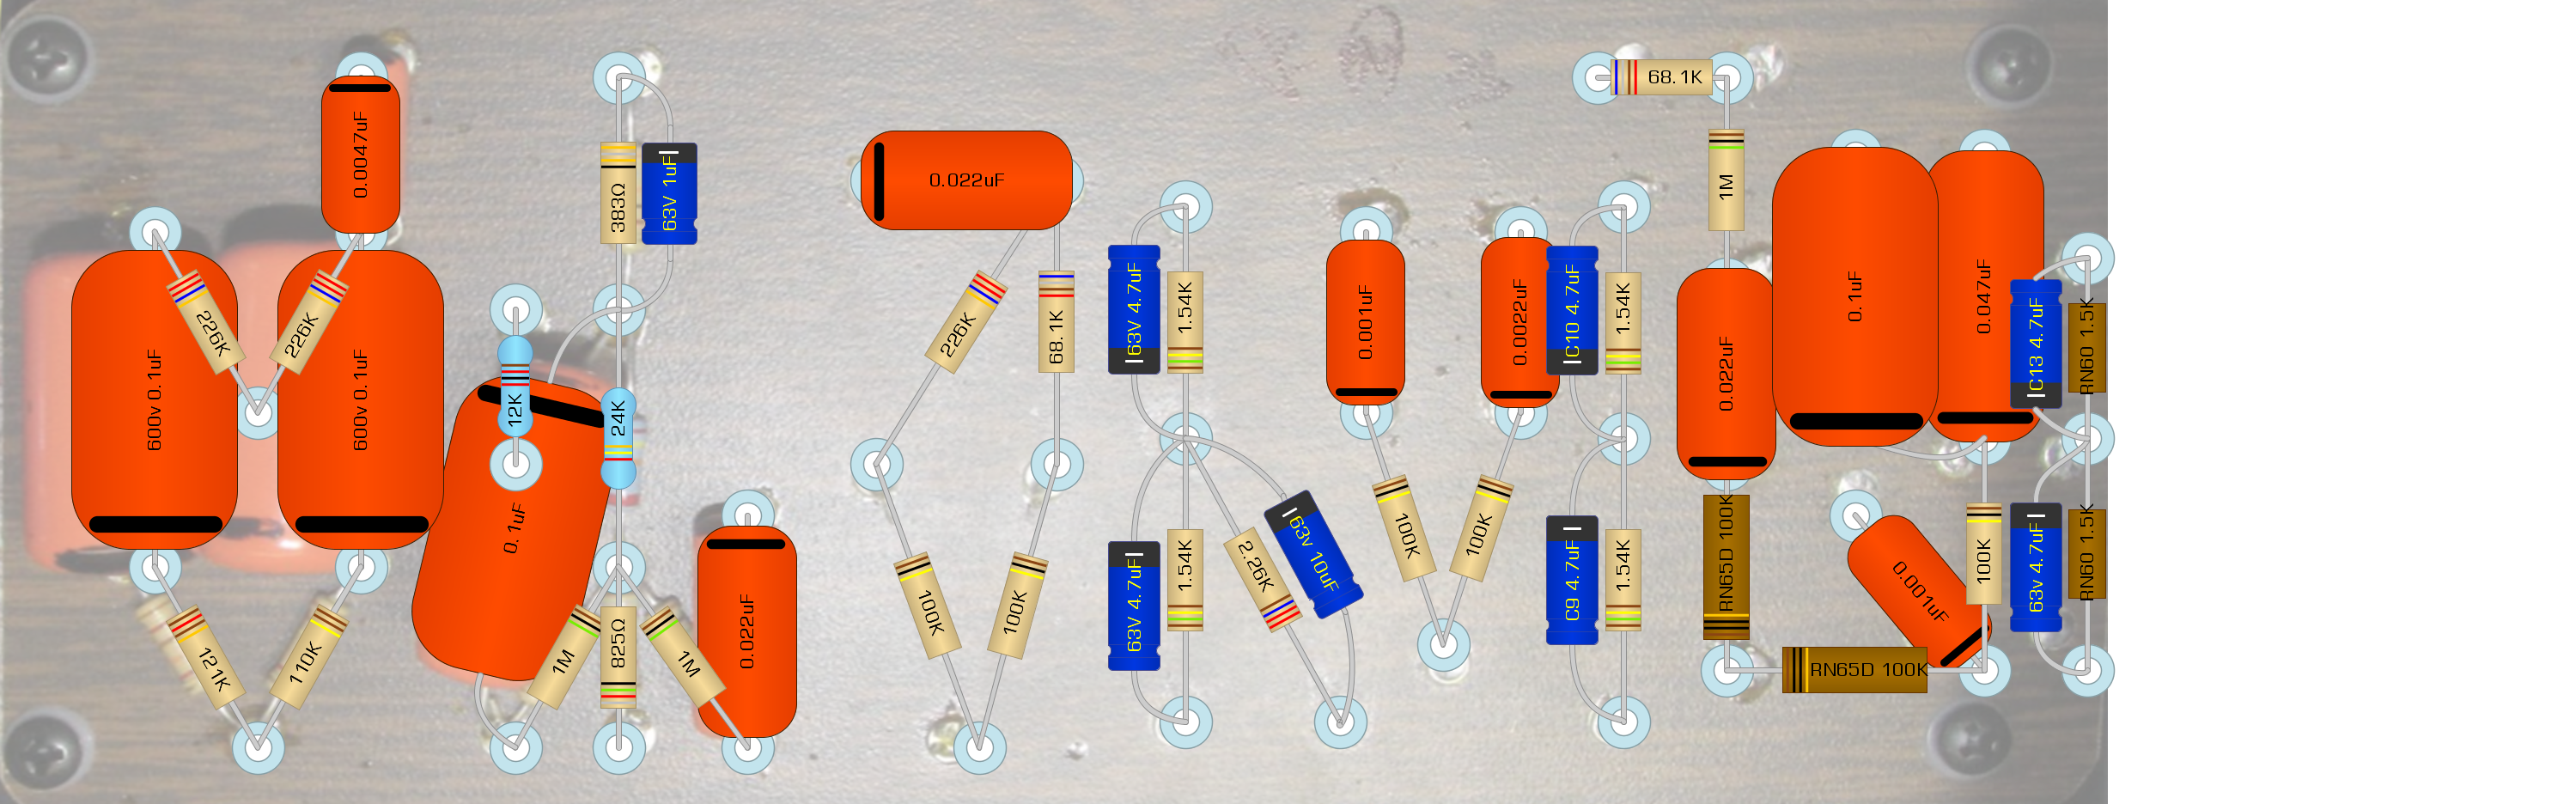 0.0047uF
600v 0.1uF
226K
226K
600v 0.1uF
121K
110K
383Ω
63V 1uF
12K
24K
0.1uF
1M
825Ω
1M
0.022uF
0.022uF
226K
68.1K
100K
100K
63V 4.7uF
1.54K
63V 4.7uF
1.54K
2.26K
63v 10uF
0.001uF
0.0022uF
100K
100K
C10 4.7uF
1.54K
C9 4.7uF
1.54K
68.1K
1M
0.022uF
RN65D 100K
RN65D 100K
0.1uF
0.047uF
0.001uF
100K
C13 4.7uF
RN60 1.5K
63v 4.7uF
RN60 1.5K